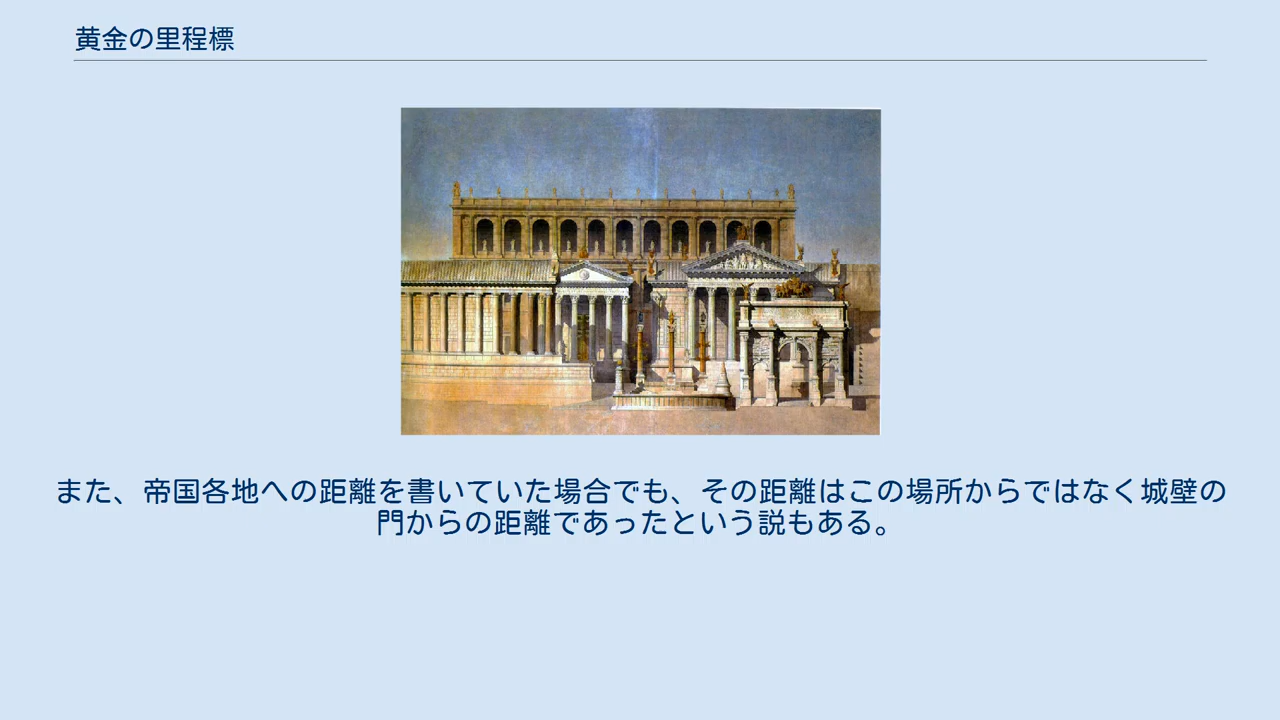 黄金の里程標
また、帝国各地への距離を書いていた場合でも、その距離はこの場所からではなく城壁の
門からの距離であったという説もある。